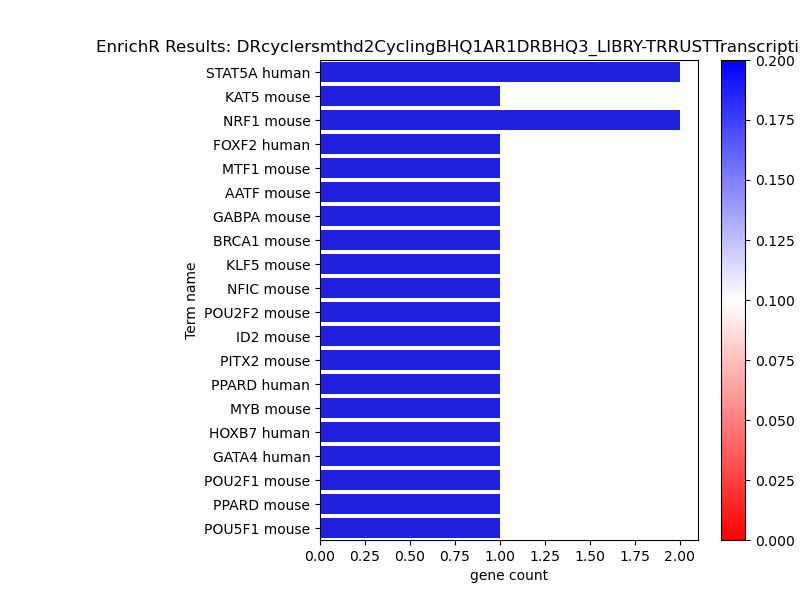 EnrichR Results: DRcyclersmthd2CyclingBHQ1AR1DRBHQ3_LIBRY-TRRUSTTranscripti
STAT5A human
KAT5 mouse
NRF1 mouse
FOXF2 human
MTF1 mouse
AATF mouse
GABPA mouse
BRCA1 mouse
KLF5 mouse
NFIC mouse
POU2F2 mouse
ID2 mouse
PITX2 mouse
PPARD human
MYB mouse
HOXB7 human
GATA4 human
POU2F1 mouse
PPARD mouse
POU5F1 mouse
Term name
0.00 0.25 0.50 0.75 1.00 1.25 1.50 1.75 2.00
gene count
0.200
0.175
0.150
0.125
0.100
0.075
0.050
0.025
0.000